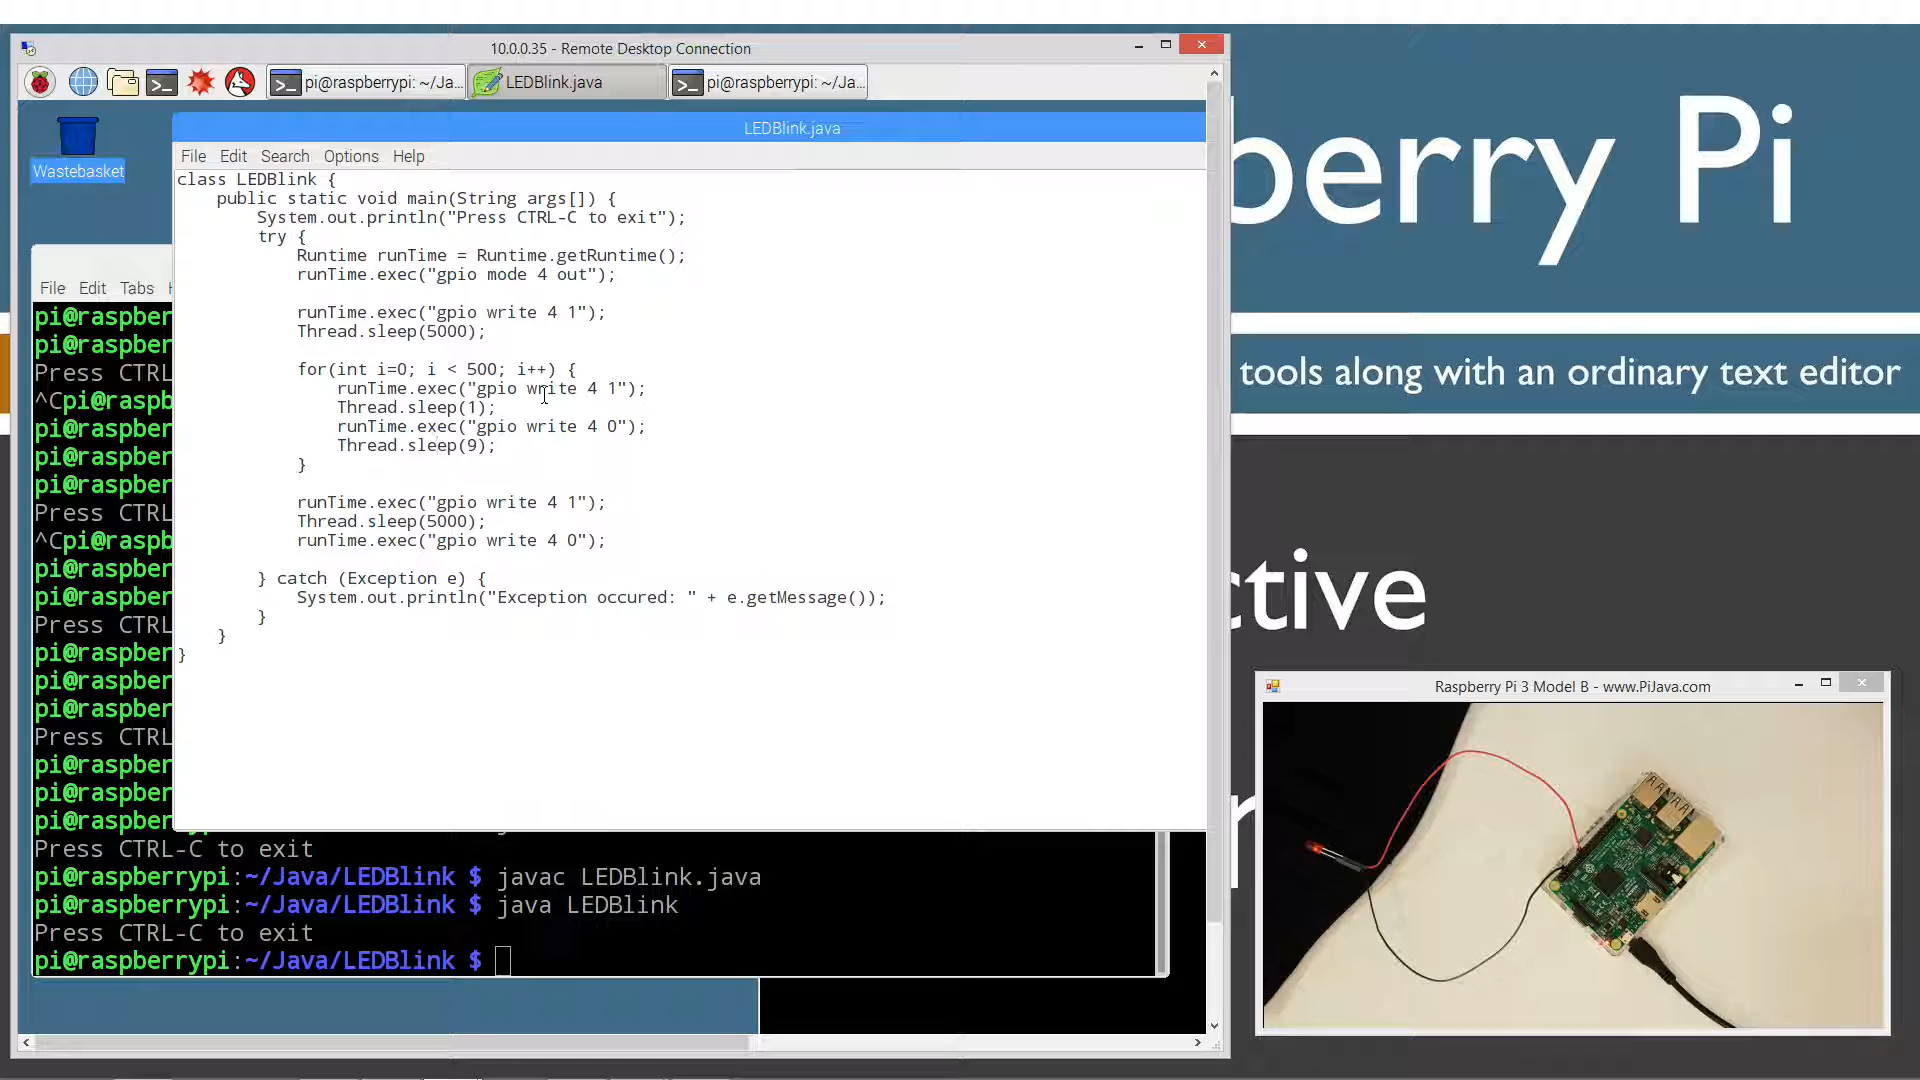 10.0.0.35 - Remote Desktop Connection
pi@raspberrypi: ~/Ja...
LEDBlink.java
pi@raspberrypi: ~/Ja...
Wastebasket
LEDBlink.java
File Edit Search Options Help
class LEDBlink {
    public static void main(String args[]) {
        System.out.println("Press CTRL-C to exit");
        try {
            Runtime runTime = Runtime.getRuntime();
            runTime.exec("gpio mode 4 out");
            runTime.exec("gpio write 4 1");
            Thread.sleep(5000);
            for(int i=0; i < 500; i++) {
                runTime.exec("gpio write 4 1");
                Thread.sleep(1);
                runTime.exec("gpio write 4 0");
                Thread.sleep(9);
            }
            runTime.exec("gpio write 4 1");
            Thread.sleep(5000);
            runTime.exec("gpio write 4 0");
        } catch (Exception e) {
            System.out.println("Exception occured: " + e.getMessage());
        }
    }
}
File Edit Tabs
pi@raspber
pi@raspber
Press CTRL
^Cpi@raspb
pi@raspber
pi@raspber
pi@raspber
Press CTRL
^Cpi@raspb
pi@raspber
pi@raspber
Press CTRL
pi@raspber
pi@raspber
pi@raspber
Press CTRL
pi@raspber
pi@raspber
pi@raspber
Press CTRL-C to exit
pi@raspberrypi:~/Java/LEDBlink $ javac LEDBlink.java
pi@raspberrypi:~/Java/LEDBlink $ java LEDBlink
Press CTRL-C to exit
pi@raspberrypi:~/Java/LEDBlink $
berry Pi
tools along with an ordinary text editor
ctive
Raspberry Pi 3 Model B - www.PiJava.com